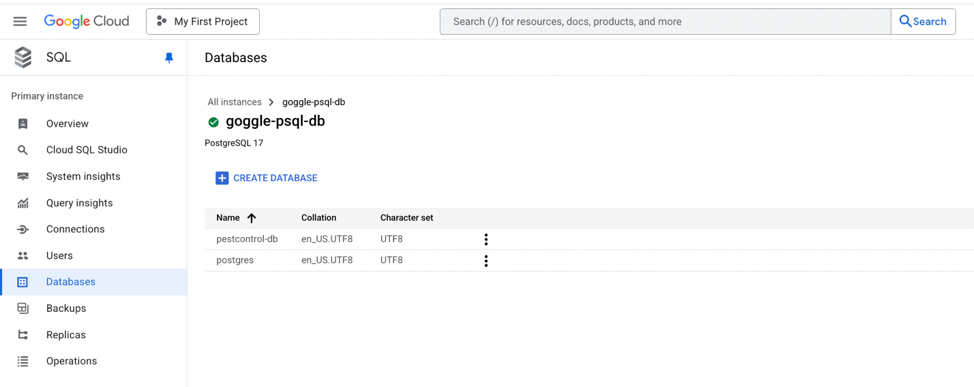 Google Cloud My First Project Search (/) for resources, docs, products, and more Search
SQL
Databases
Primary instance
Overview
Cloud SQL Studio
System insights
Query insights
Connections
Users
Databases
Backups
Replicas
Operations
All instances goggle-psql-db
goggle-psql-db
PostgreSQL 17
CREATE DATABASE
Name Collation Character set
pestcontrol-db en_US.UTF8 UTF8
postgres en_US.UTF8 UTF8